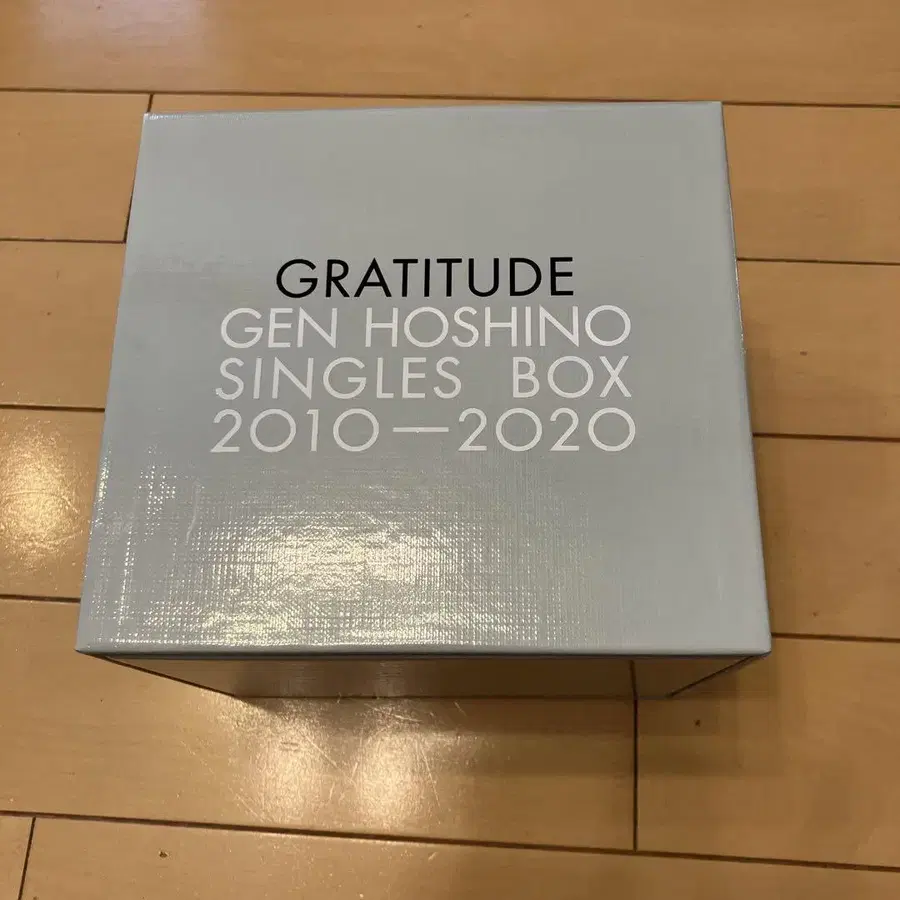 GRATITUDE
GEN HOSHINO
SINGLES BOX
2010—2020